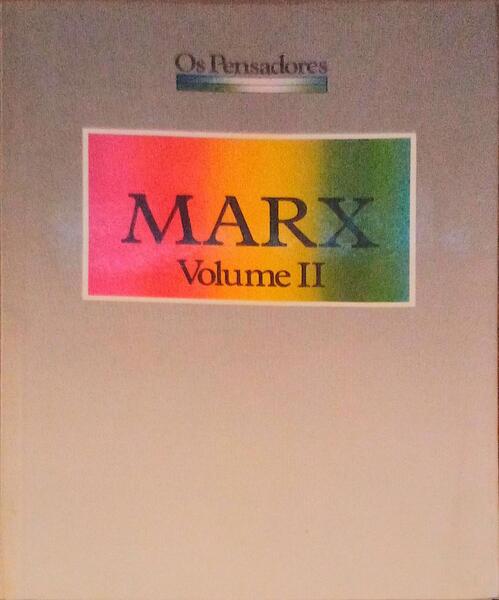 Os Pensadores
MARX
Volume II